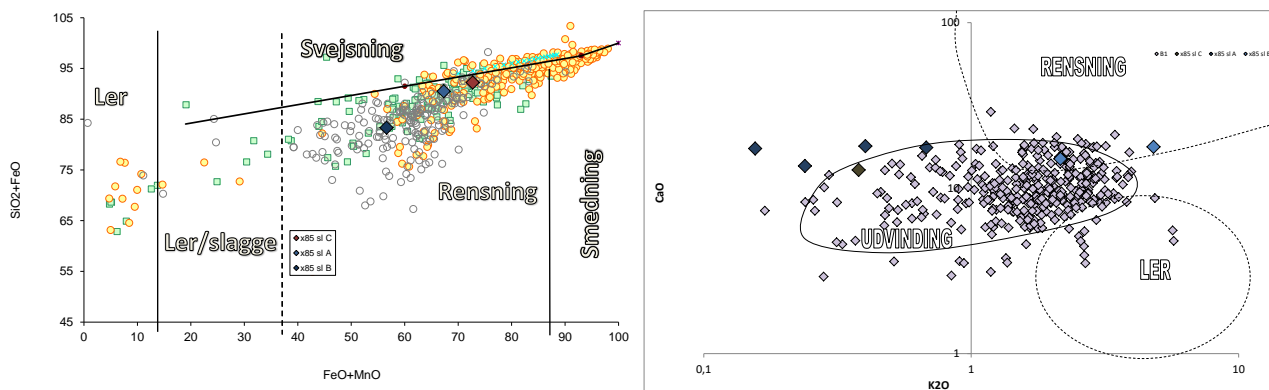 105
95
85
75
65
55
45
SiO2+FeO
0 10 20 30 40 50 60 70 80 90 100
FeO+MnO
Ler
Svejsning
Ler/slagge
Rensning
Smedning
x85 sl C
x85 sl A
x85 sl B
100
10
1
CaO
0,1 1 10
K2O
RENSNING
UDVINDING
LER
B1 x85 sl C x85 sl A x85 sl B